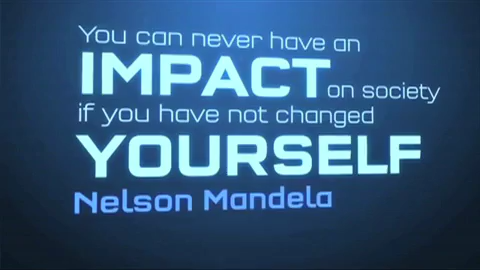 You can never have an
IMPACT on society
if you have not changed
YOURSELF
Nelson Mandela